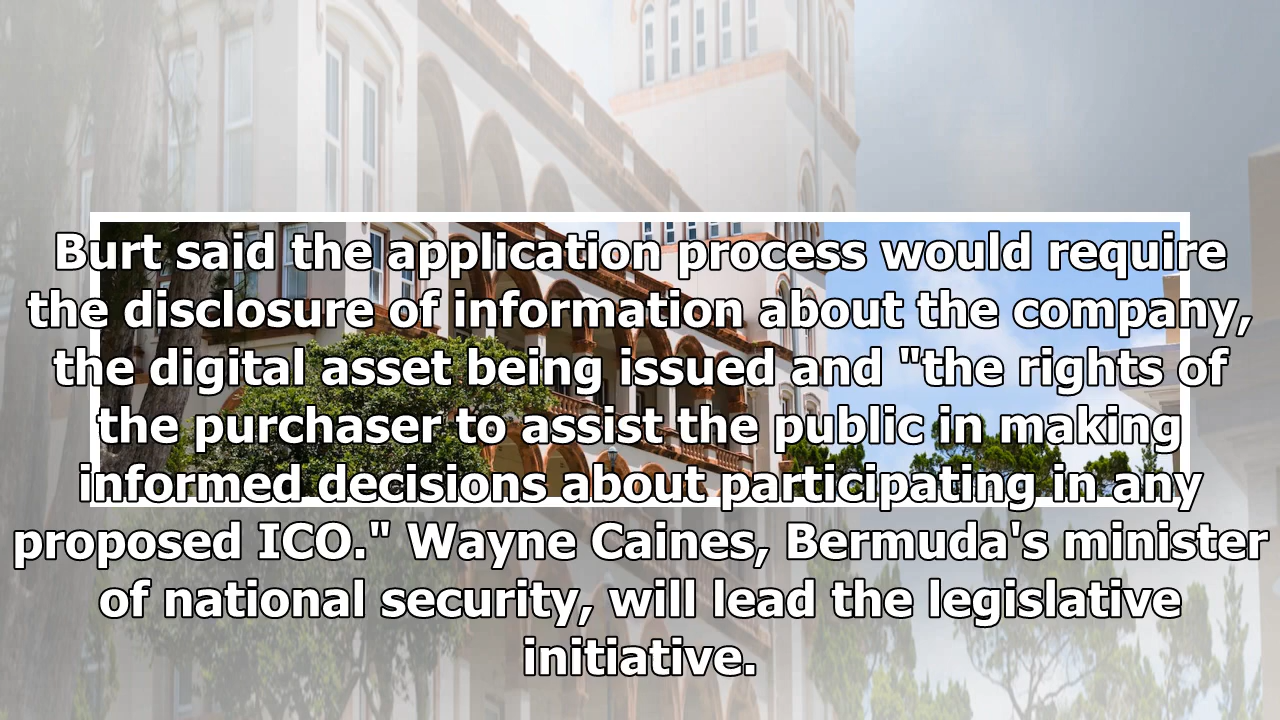 Burt said the application process would require
the disclosure of information about the company,
the digital asset being issued and "the rights of
the purchaser to assist the public in making
informed decisions about participating in any
proposed ICO." Wayne Caines, Bermuda's minister
of national security, will lead the legislative
initiative.